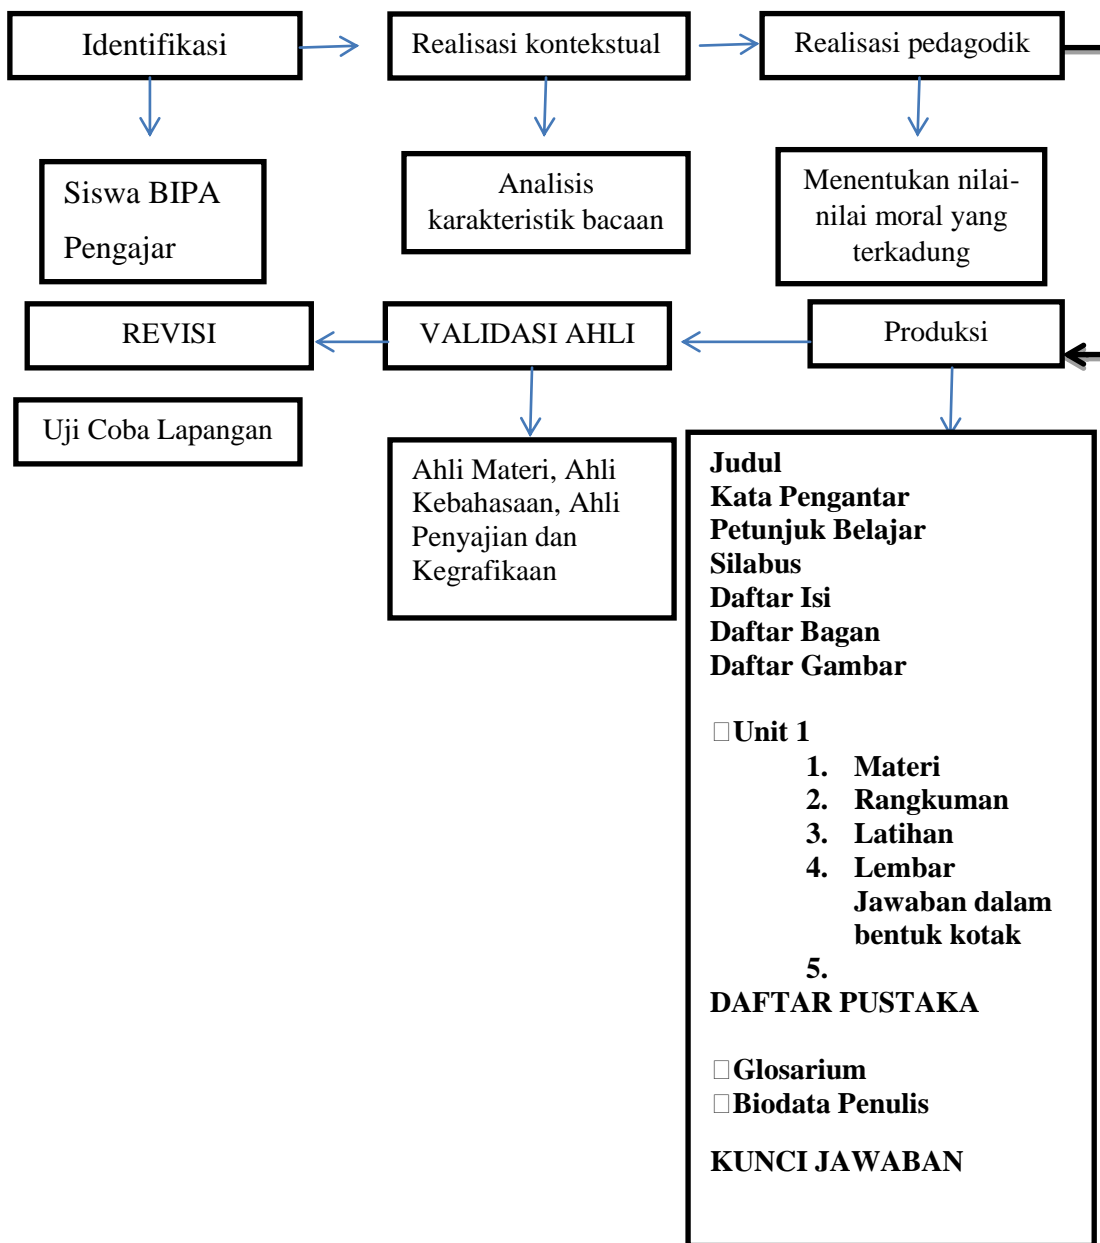 Identifikasi
Realisasi kontekstual
Realisasi pedagodik
Siswa BIPA
Pengajar
Analisis
karakteristik bacaan
Menentukan nilai-
nilai moral yang
terkadung
REVISI
VALIDASI AHLI
Produksi
Uji Coba Lapangan
Ahli Materi, Ahli
Kebahasaan, Ahli
Penyajian dan
Kegrafikaan
Judul
Kata Pengantar
Petunjuk Belajar
Silabus
Daftar Isi
Daftar Bagan
Daftar Gambar
□Unit 1
1. Materi
2. Rangkuman
3. Latihan
4. Lembar
Jawaban dalam
bentuk kotak
5.
DAFTAR PUSTAKA
□Glosarium
□Biodata Penulis
KUNCI JAWABAN